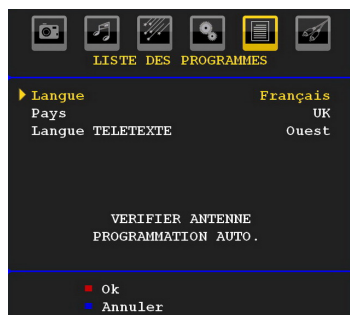 LISTE DES PROGRAMMES
Langue Français
Pays UK
Langue TELETEXTE Ouest
VERIFIER ANTENNE
PROGRAMMATION AUTO.
Ok
Annuler